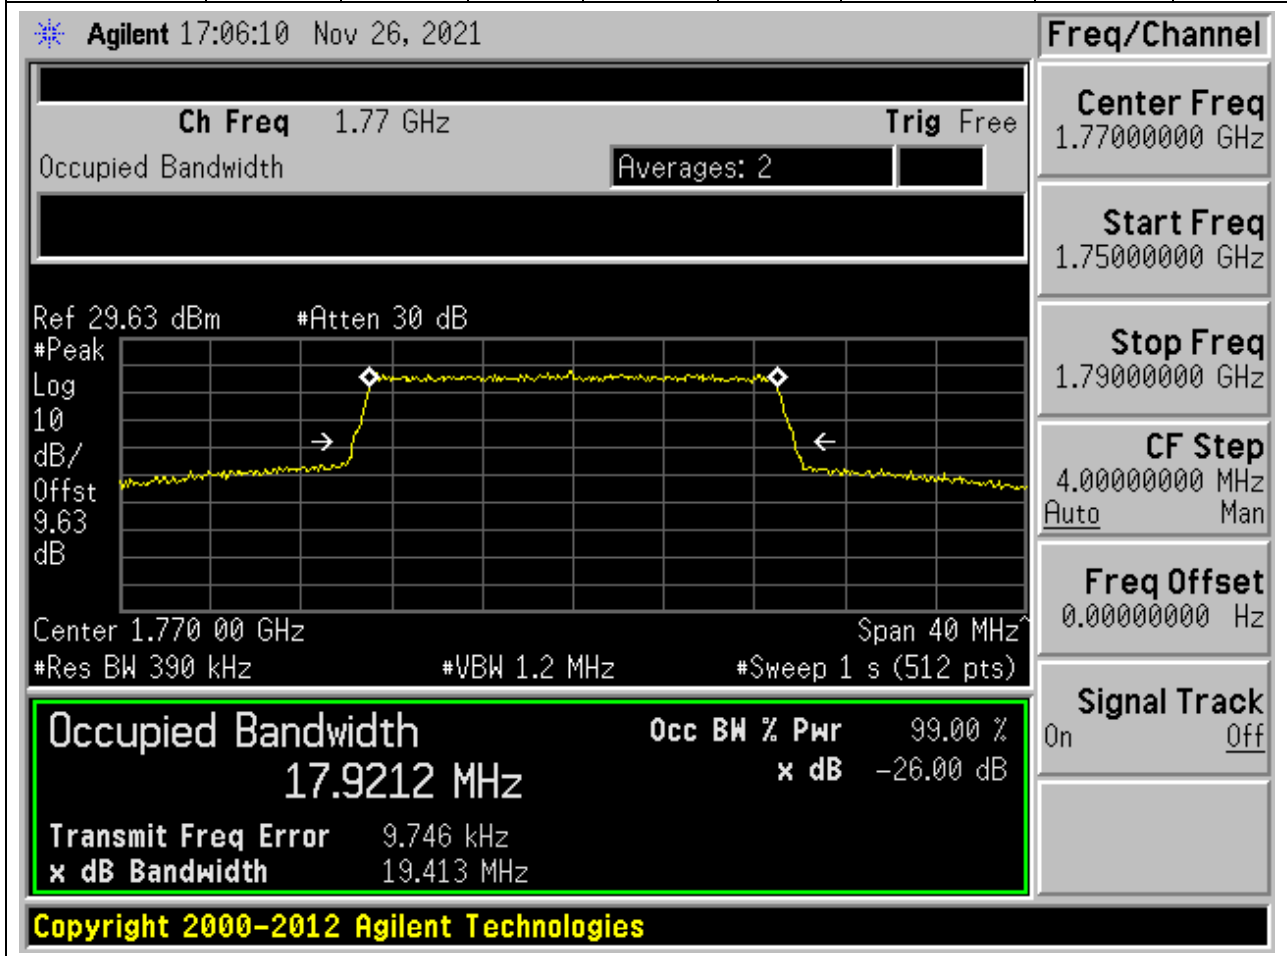 Agilent 17:06:10 Nov 26, 2021
Freq/Channel
Ch Freq 1.77 GHz Trig Free
Occupied Bandwidth Averages: 2
Ref 29.63 dBm #Atten 30 dB
#Peak
Log
10
dB/
Offst
9.63
dB
Center 1.770 00 GHz Span 40 MHz^
#Res BW 390 kHz #VBW 1.2 MHz #Sweep 1 s (512 pts)
Occupied Bandwidth Occ BW % Pwr 99.00 %
17.9212 MHz x dB -26.00 dB
Transmit Freq Error 9.746 kHz
x dB Bandwidth 19.413 MHz
Copyright 2000-2012 Agilent Technologies
Center Freq
1.77000000 GHz
Start Freq
1.75000000 GHz
Stop Freq
1.79000000 GHz
CF Step
4.00000000 MHz
Auto Man
Freq Offset
0.00000000 Hz
Signal Track
On Off